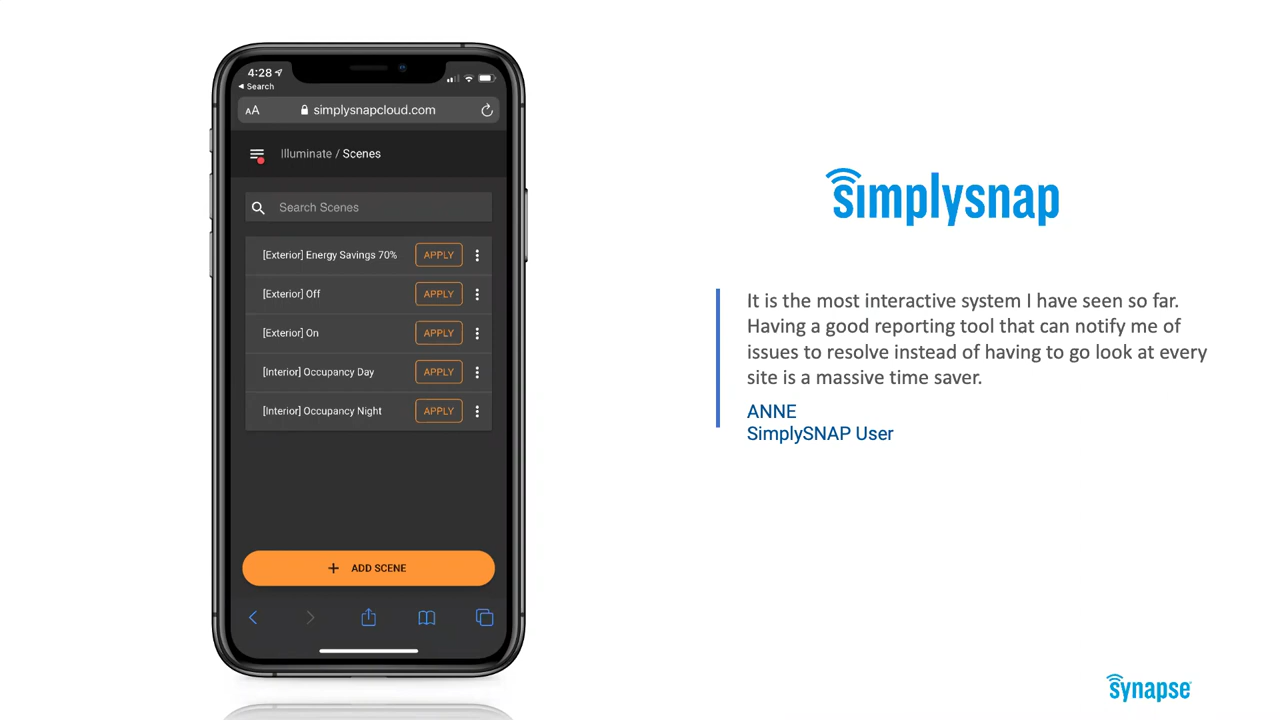 4:28
Search
AA
simplysnapcloud.com
Illuminate / Scenes
Search Scenes
[Exterior] Energy Savings 70% APPLY
[Exterior] Off APPLY
[Exterior] On APPLY
[Interior] Occupancy Day APPLY
[Interior] Occupancy Night APPLY
+ ADD SCENE
simplysnap
It is the most interactive system I have seen so far.
Having a good reporting tool that can notify me of
issues to resolve instead of having to go look at every
site is a massive time saver.
ANNE
SimplySNAP User
synapse